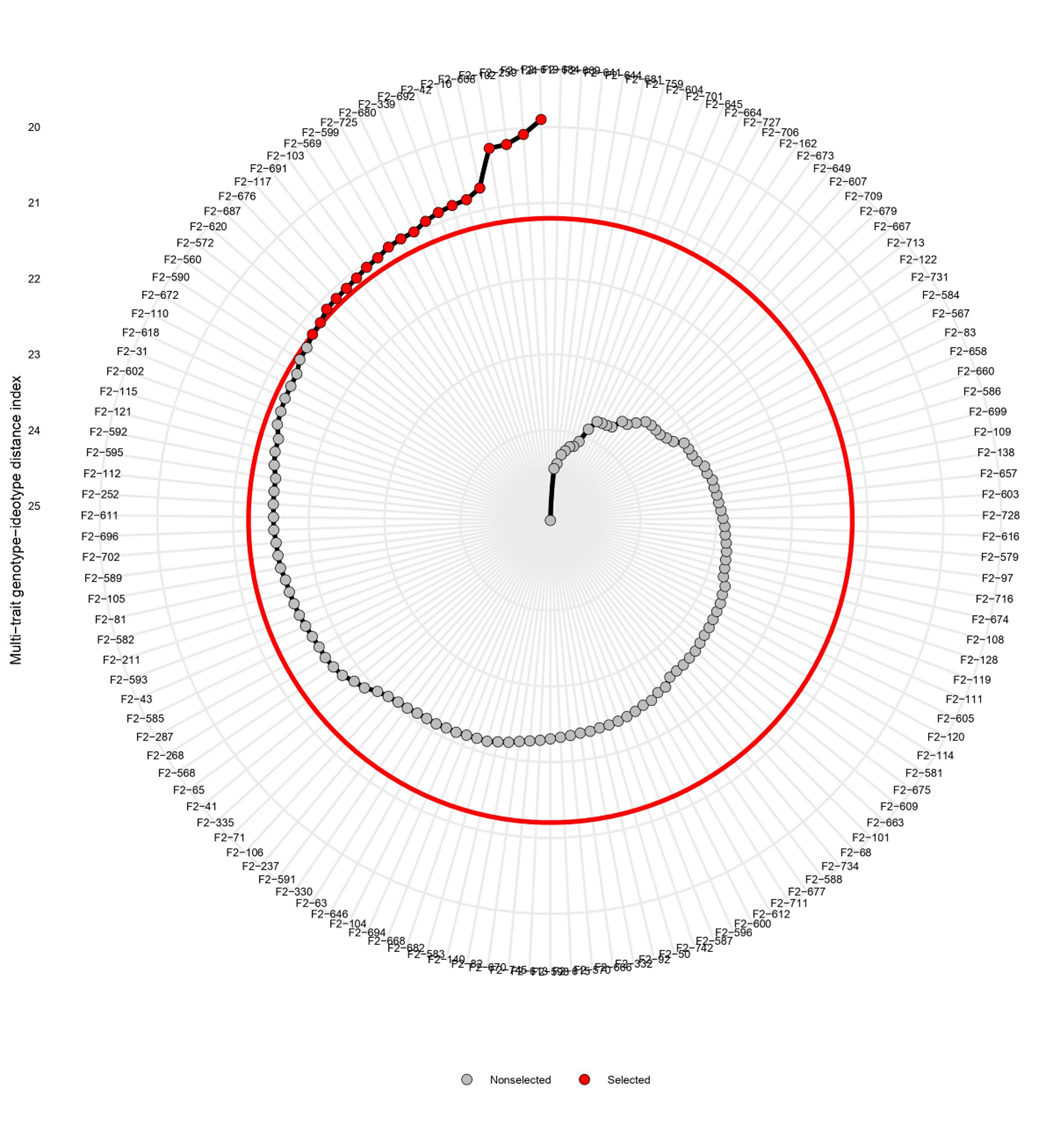 Multi−trait genotype−ideotype distance index
20
21
22
23
24
25
F2−644
F2−681
F2−759
F2−604
F2−701
F2−645
F2−664
F2−727
F2−706
F2−162
F2−673
F2−649
F2−607
F2−709
F2−679
F2−667
F2−713
F2−122
F2−731
F2−584
F2−567
F2−83
F2−658
F2−660
F2−586
F2−699
F2−109
F2−138
F2−657
F2−603
F2−728
F2−616
F2−579
F2−97
F2−716
F2−674
F2−108
F2−128
F2−119
F2−111
F2−605
F2−120
F2−114
F2−581
F2−675
F2−609
F2−663
F2−101
F2−68
F2−734
F2−588
F2−677
F2−711
F2−612
F2−600
F2−596
F2−587
F2−742
F2−50
F2−92
F2−332
F2−82
F2−140
F2−583
F2−682
F2−668
F2−694
F2−104
F2−646
F2−63
F2−330
F2−591
F2−237
F2−106
F2−71
F2−335
F2−41
F2−65
F2−568
F2−268
F2−287
F2−585
F2−43
F2−593
F2−211
F2−582
F2−81
F2−105
F2−589
F2−702
F2−696
F2−611
F2−252
F2−112
F2−595
F2−592
F2−121
F2−115
F2−602
F2−31
F2−618
F2−110
F2−672
F2−590
F2−560
F2−572
F2−620
F2−687
F2−676
F2−117
F2−691
F2−103
F2−569
F2−599
F2−725
F2−680
F2−339
F2−692
F2−42
F2−10
Nonselected
Selected